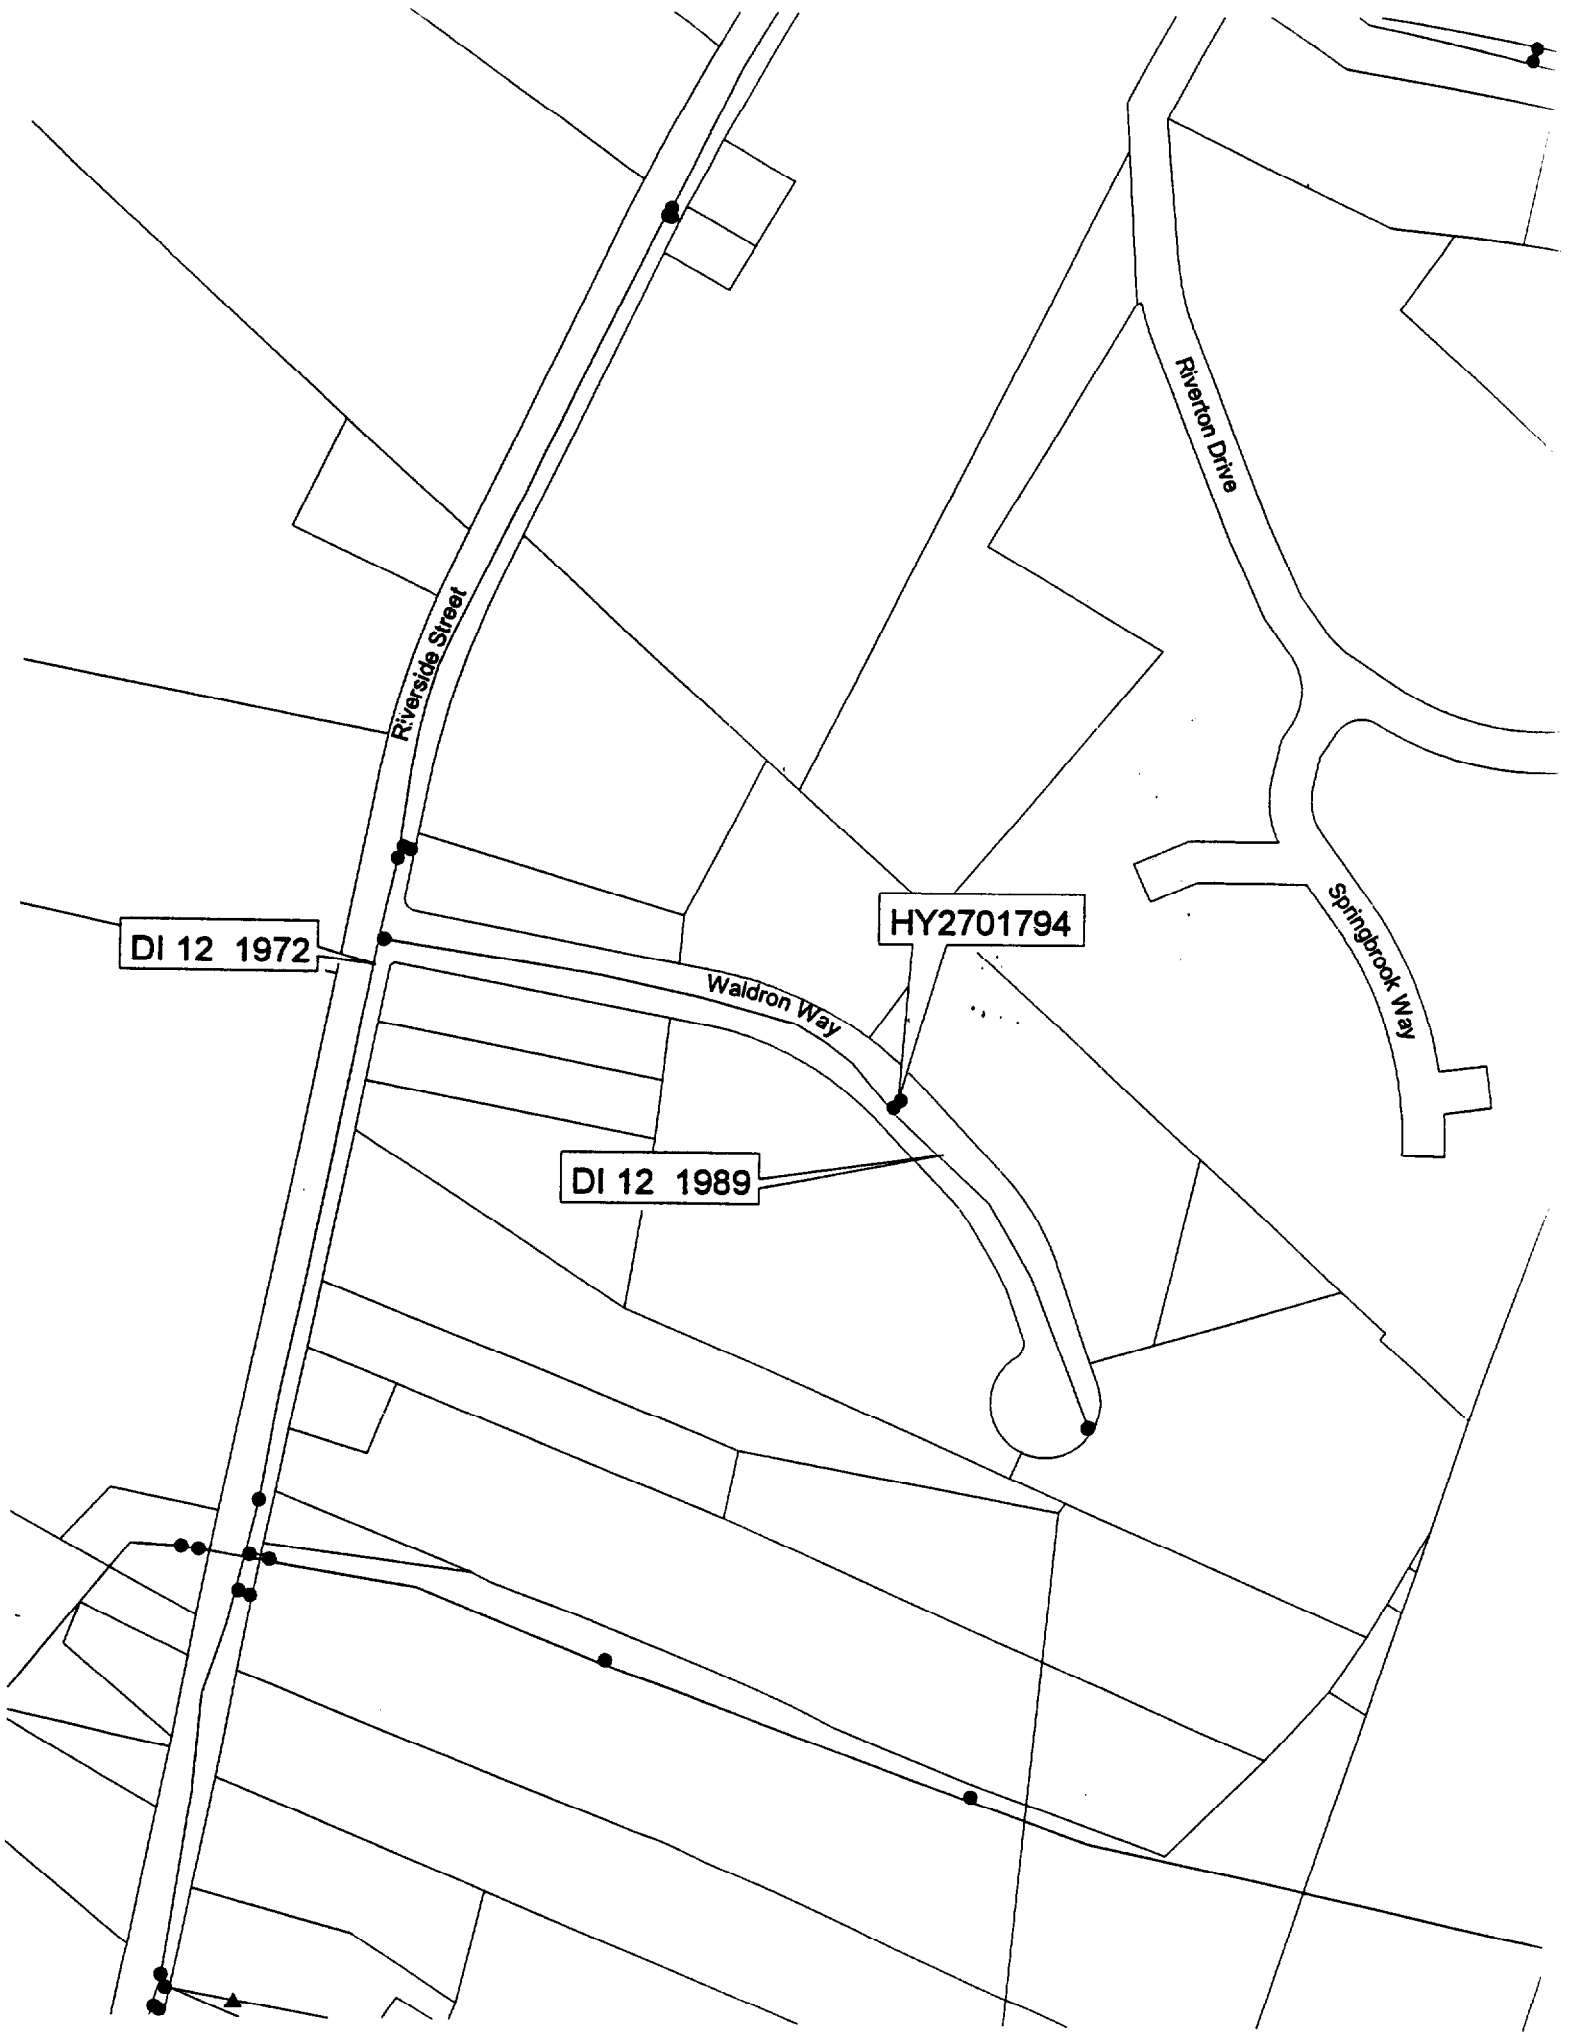 Riverton Drive
Riverside Street
Springbrook Way
HY2701794
DI 12 1972
Waldron Way
DI 12 1989